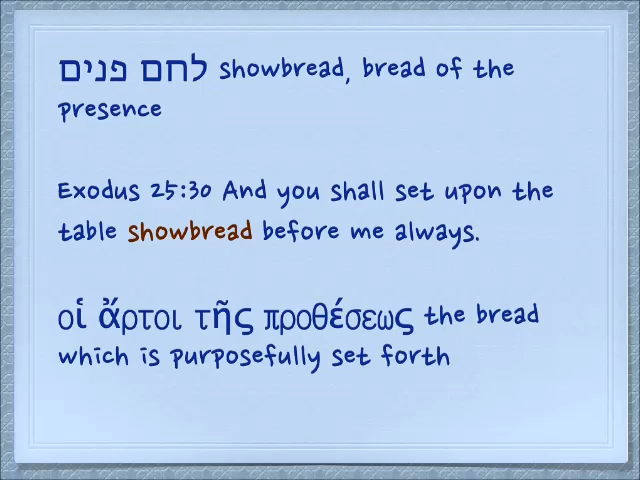 לחם פנים showbread, bread of the
presence
Exodus 25:30 And you shall set upon the
table showbread before me always.
οἱ ἄρτοι τῆς προθέσεως the bread
which is purposefully set forth